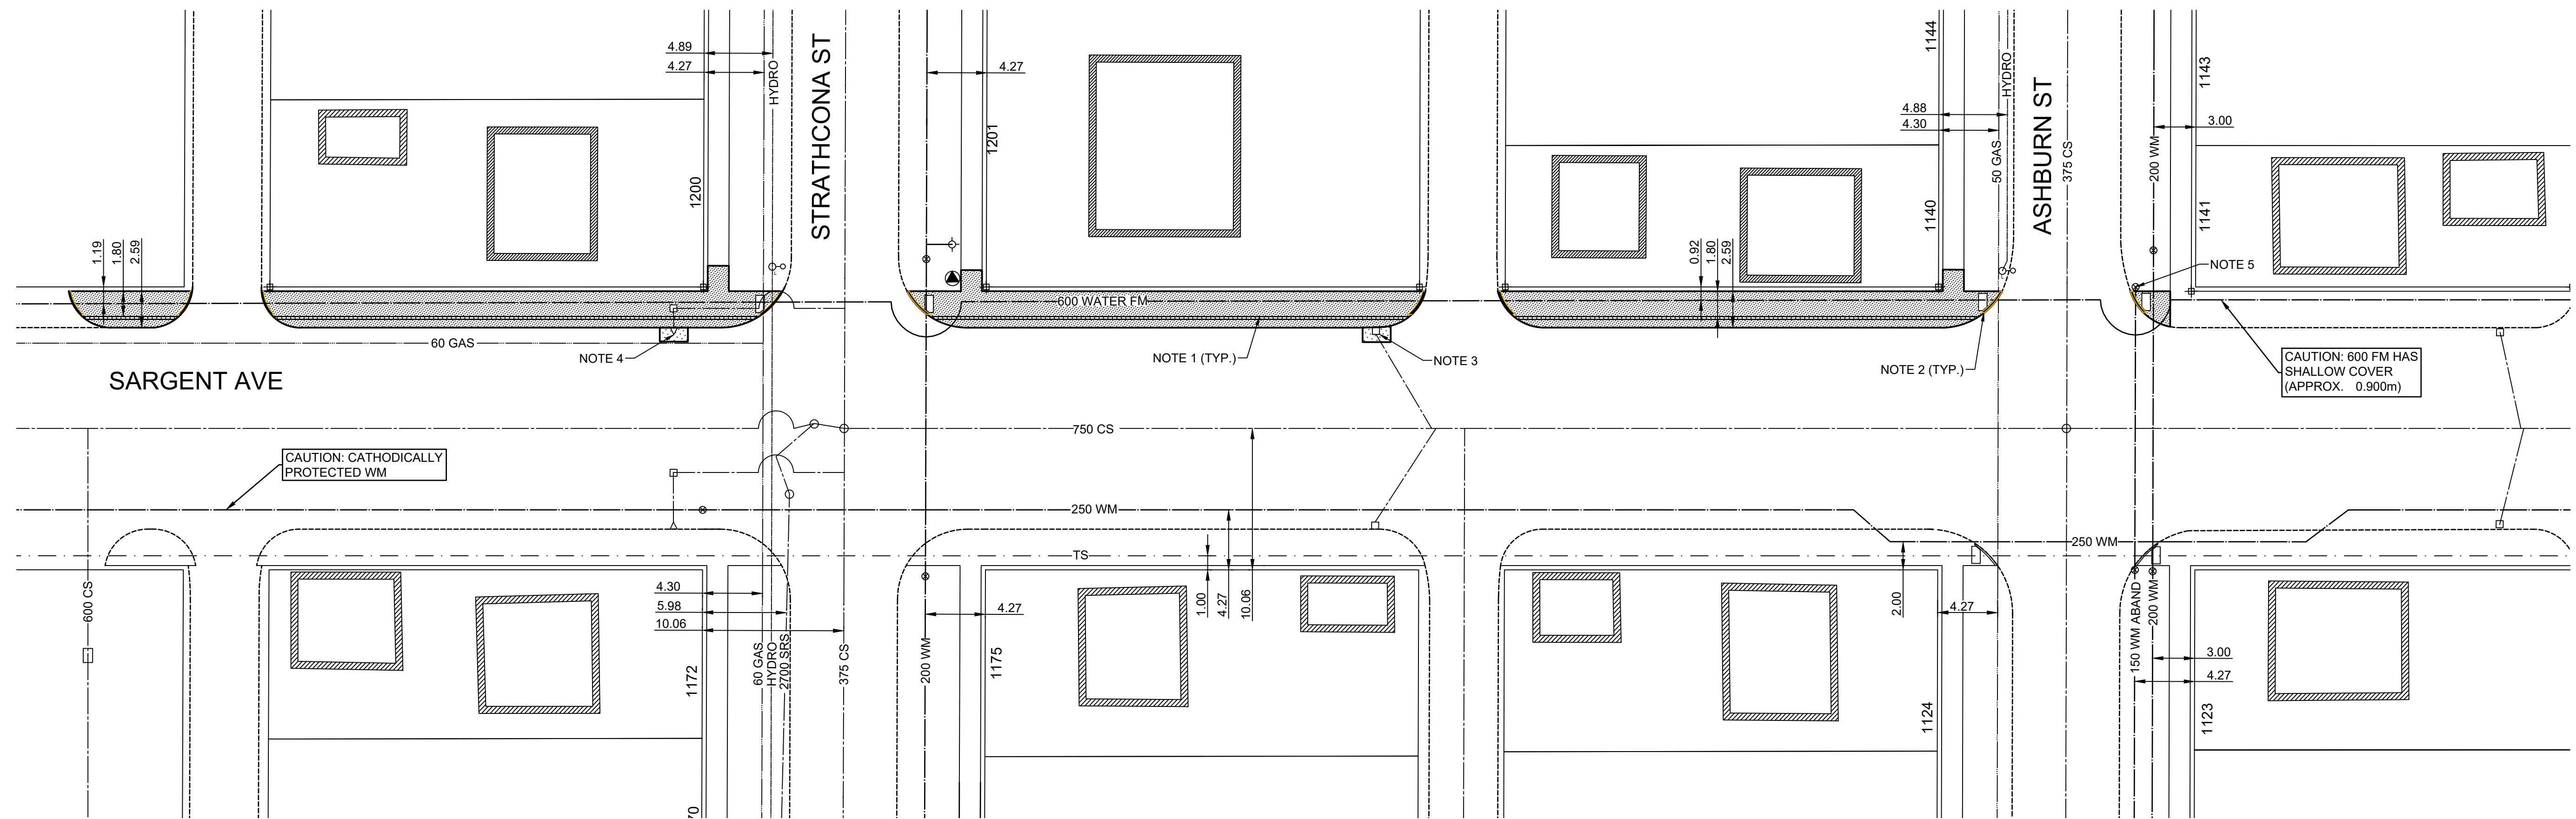 4.89
4.27
HYDRO
STRATHCONA ST
4.27
1201
1200
1144
4.88
4.30
HYDRO
50 GAS
ASHBURN ST
375 CS
200 WM
3.00
1143
1141
1140
1.19
1.80
2.59
0.92
1.80
2.59
NOTE 5
600 WATER FM
60 GAS
NOTE 4
NOTE 1 (TYP.)
NOTE 3
NOTE 2 (TYP.)
CAUTION: 600 FM HAS
SHALLOW COVER
(APPROX. 0.900m)
SARGENT AVE
750 CS
CAUTION: CATHODICALLY
PROTECTED WM
250 WM
250 WM
TS
600 CS
4.30
5.98
10.06
60 GAS
HYDRO
2700 SRS
375 CS
200 WM
4.27
1.00
4.27
10.06
2.00
4.27
150 WM ABAND
200 WM
3.00
4.27
1172
1175
1124
1123
70